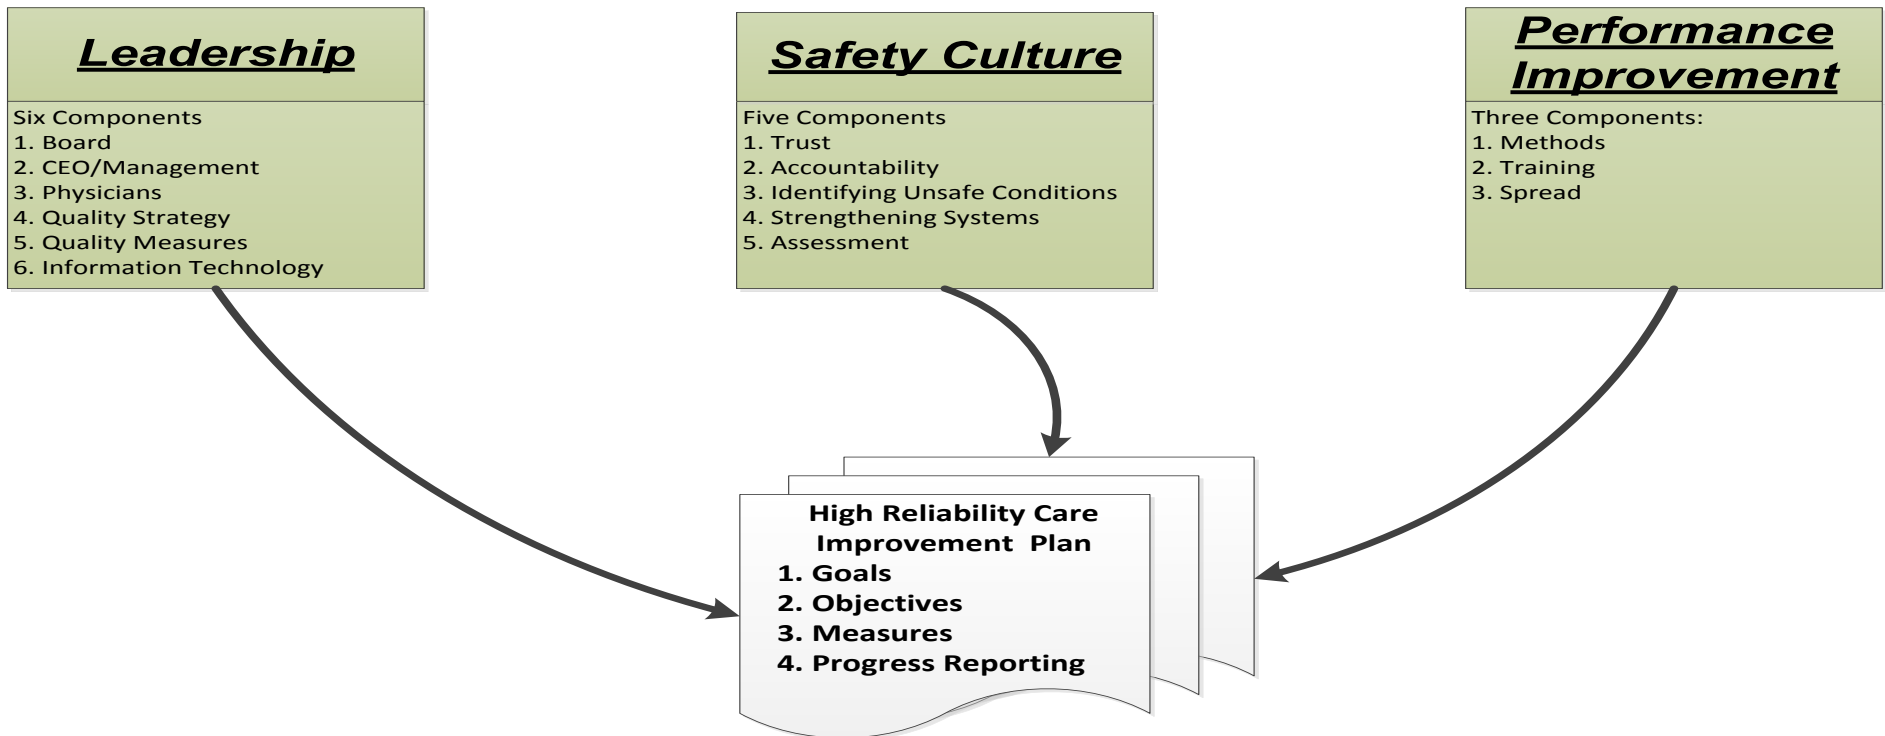 Leadership
Six Components
1. Board
2. CEO/Management
3. Physicians
4. Quality Strategy
5. Quality Measures
6. Information Technology
Safety Culture
Five Components
1. Trust
2. Accountability
3. Identifying Unsafe Conditions
4. Strengthening Systems
5. Assessment
Performance
Improvement
Three Components:
1. Methods
2. Training
3. Spread
High Reliability Care
Improvement Plan
1. Goals
2. Objectives
3. Measures
4. Progress Reporting